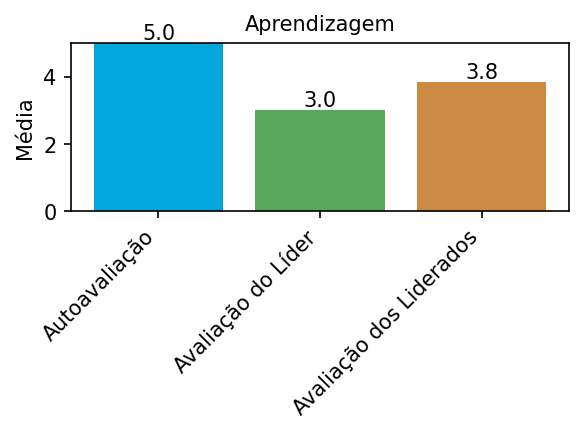 Aprendizagem
5.0
3.0
3.8
Média
4
2
0
Autoavaliação
Avaliação do Líder
Avaliação dos Liderados